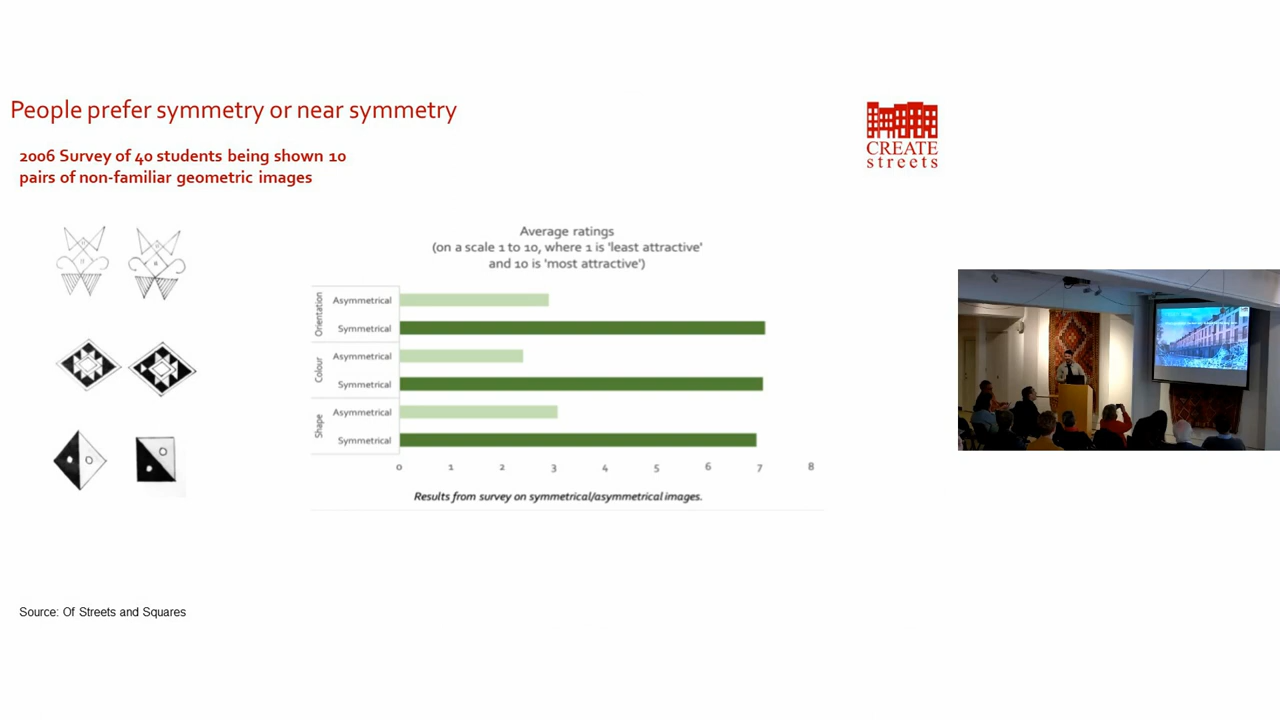 People prefer symmetry or near symmetry
2006 Survey of 40 students being shown 10
pairs of non-familiar geometric images
CREATE
streets
Average ratings
(on a scale 1 to 10, where 1 is 'least attractive'
and 10 is 'most attractive')
Orientation
Asymmetrical
Symmetrical
Colour
Asymmetrical
Symmetrical
Shape
Asymmetrical
Symmetrical
0 1 2 3 4 5 6 7 8
Results from survey on symmetrical/asymmetrical images.
Source: Of Streets and Squares